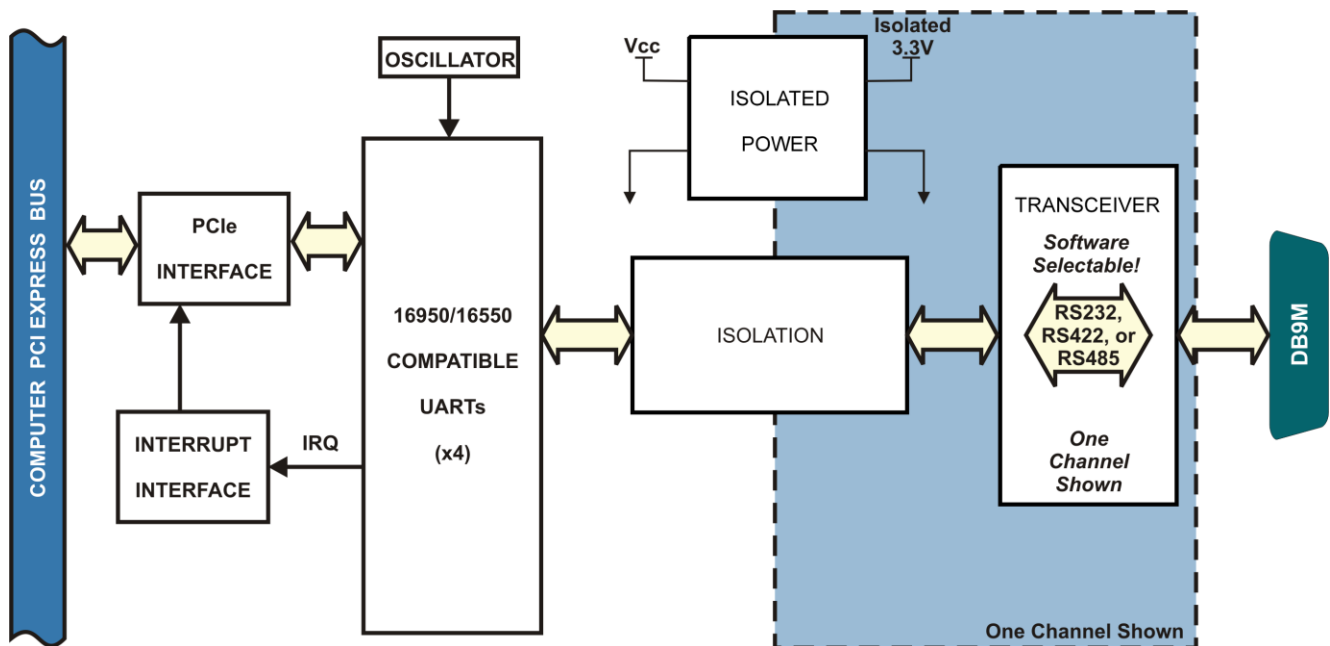 COMPUTER PCI EXPRESS BUS
OSCILLATOR
PCIe
INTERFACE
INTERRUPT
INTERFACE
IRQ
16950/16550
COMPATIBLE
UARTs
(x4)
Vcc
Isolated
3.3V
ISOLATED
POWER
ISOLATION
TRANSCEIVER
Software
Selectable!
RS232,
RS422, or
RS485
One
Channel
Shown
DB9M
One Channel Shown